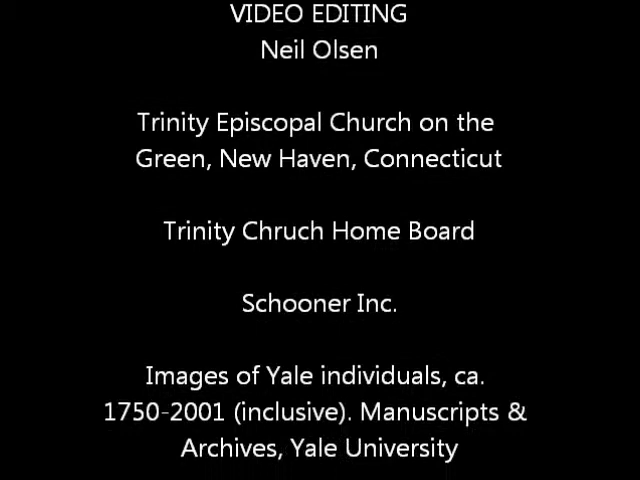 VIDEO EDITING
Neil Olsen
Trinity Episcopal Church on the
Green, New Haven, Connecticut
Trinity Chruch Home Board
Schooner Inc.
Images of Yale individuals, ca.
1750-2001 (inclusive). Manuscripts &
Archives, Yale University